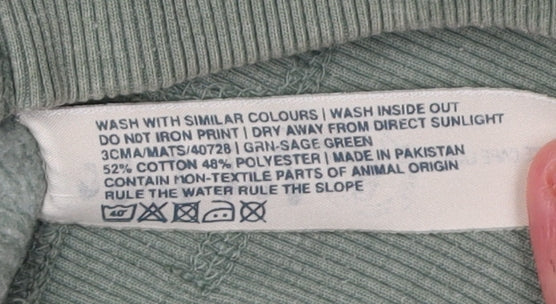 WASH WITH SIMILAR COLOURS | WASH INSIDE OUT
DO NOT IRON PRINT | DRY AWAY FROM DIRECT SUNLIGHT
3CMA/MATS/40728 | GRN-SAGE GREEN
52% COTTON 48% POLYESTER | MADE IN PAKISTAN
CONTAIN NON-TEXTILE PARTS OF ANIMAL ORIGIN
RULE THE WATER RULE THE SLOPE
40°